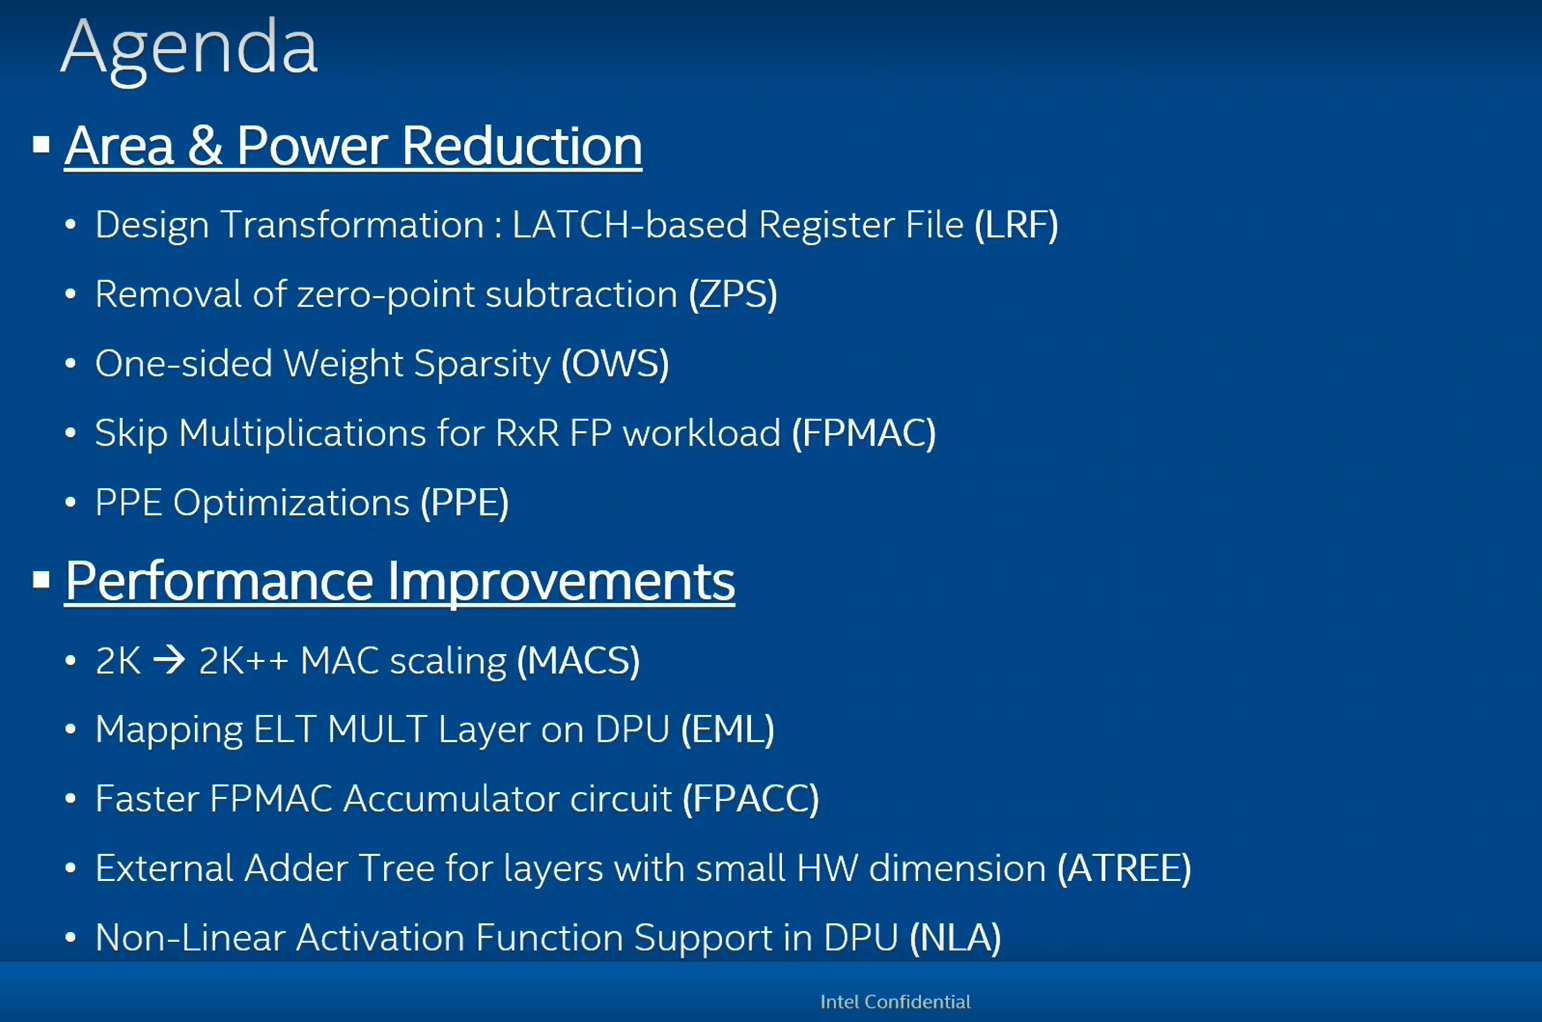 Agenda
▪ Area & Power Reduction
• Design Transformation : LATCH-based Register File (LRF)
• Removal of zero-point subtraction (ZPS)
• One-sided Weight Sparsity (OWS)
• Skip Multiplications for RxR FP workload (FPMAC)
• PPE Optimizations (PPE)
▪ Performance Improvements
• 2K → 2K++ MAC scaling (MACS)
• Mapping ELT MULT Layer on DPU (EML)
• Faster FPMAC Accumulator circuit (FPACC)
• External Adder Tree for layers with small HW dimension (ATREE)
• Non-Linear Activation Function Support in DPU (NLA)
Intel Confidential